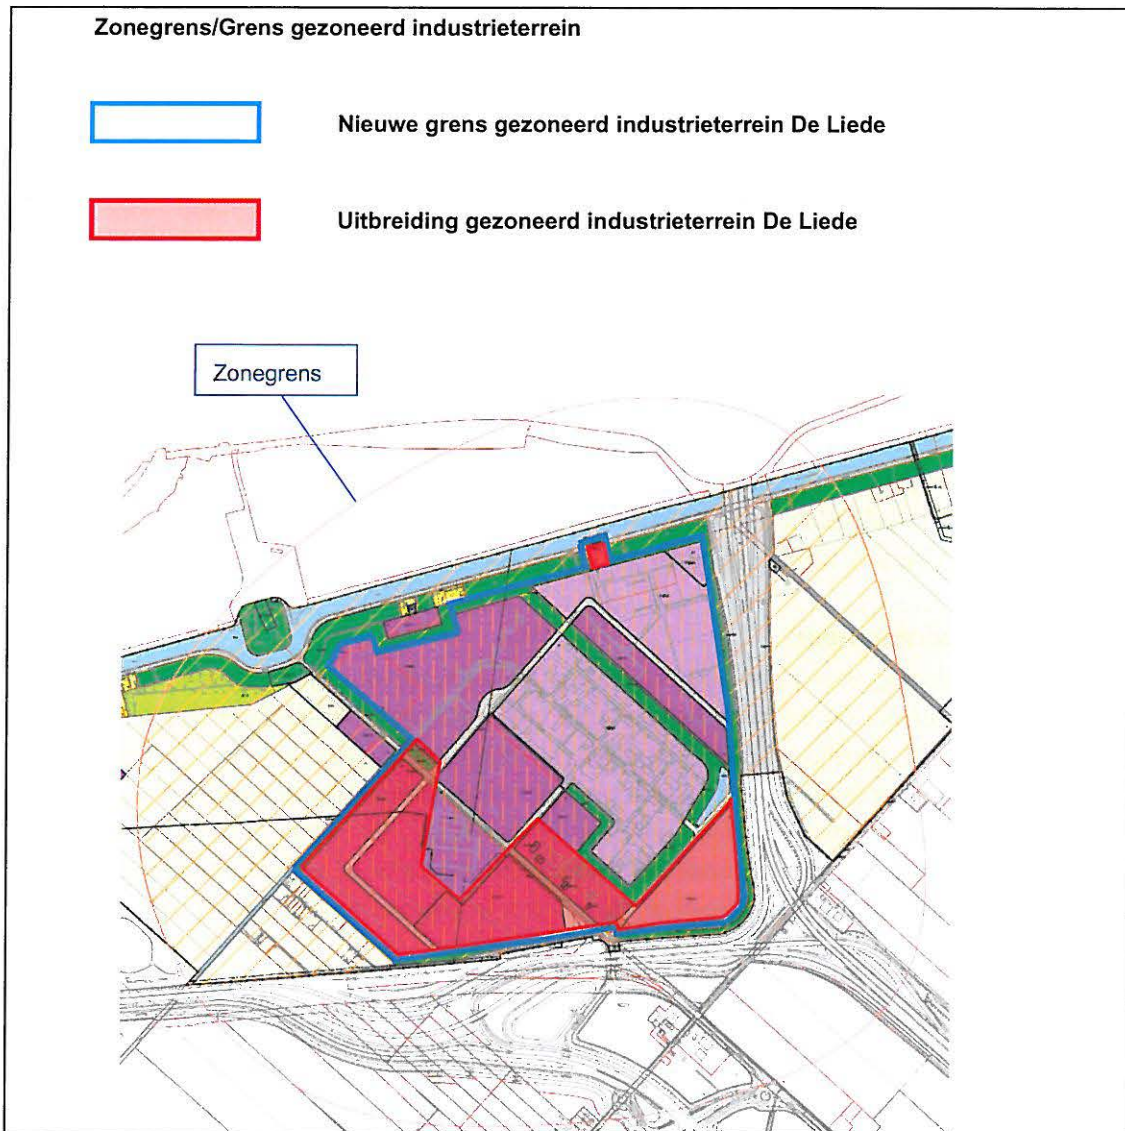 Zonegrens/Grens gezoneerd industrieterrein
Nieuwe grens gezoneerd industrieterrein De Liede
Uitbreiding gezoneerd industrieterrein De Liede
Zonegrens